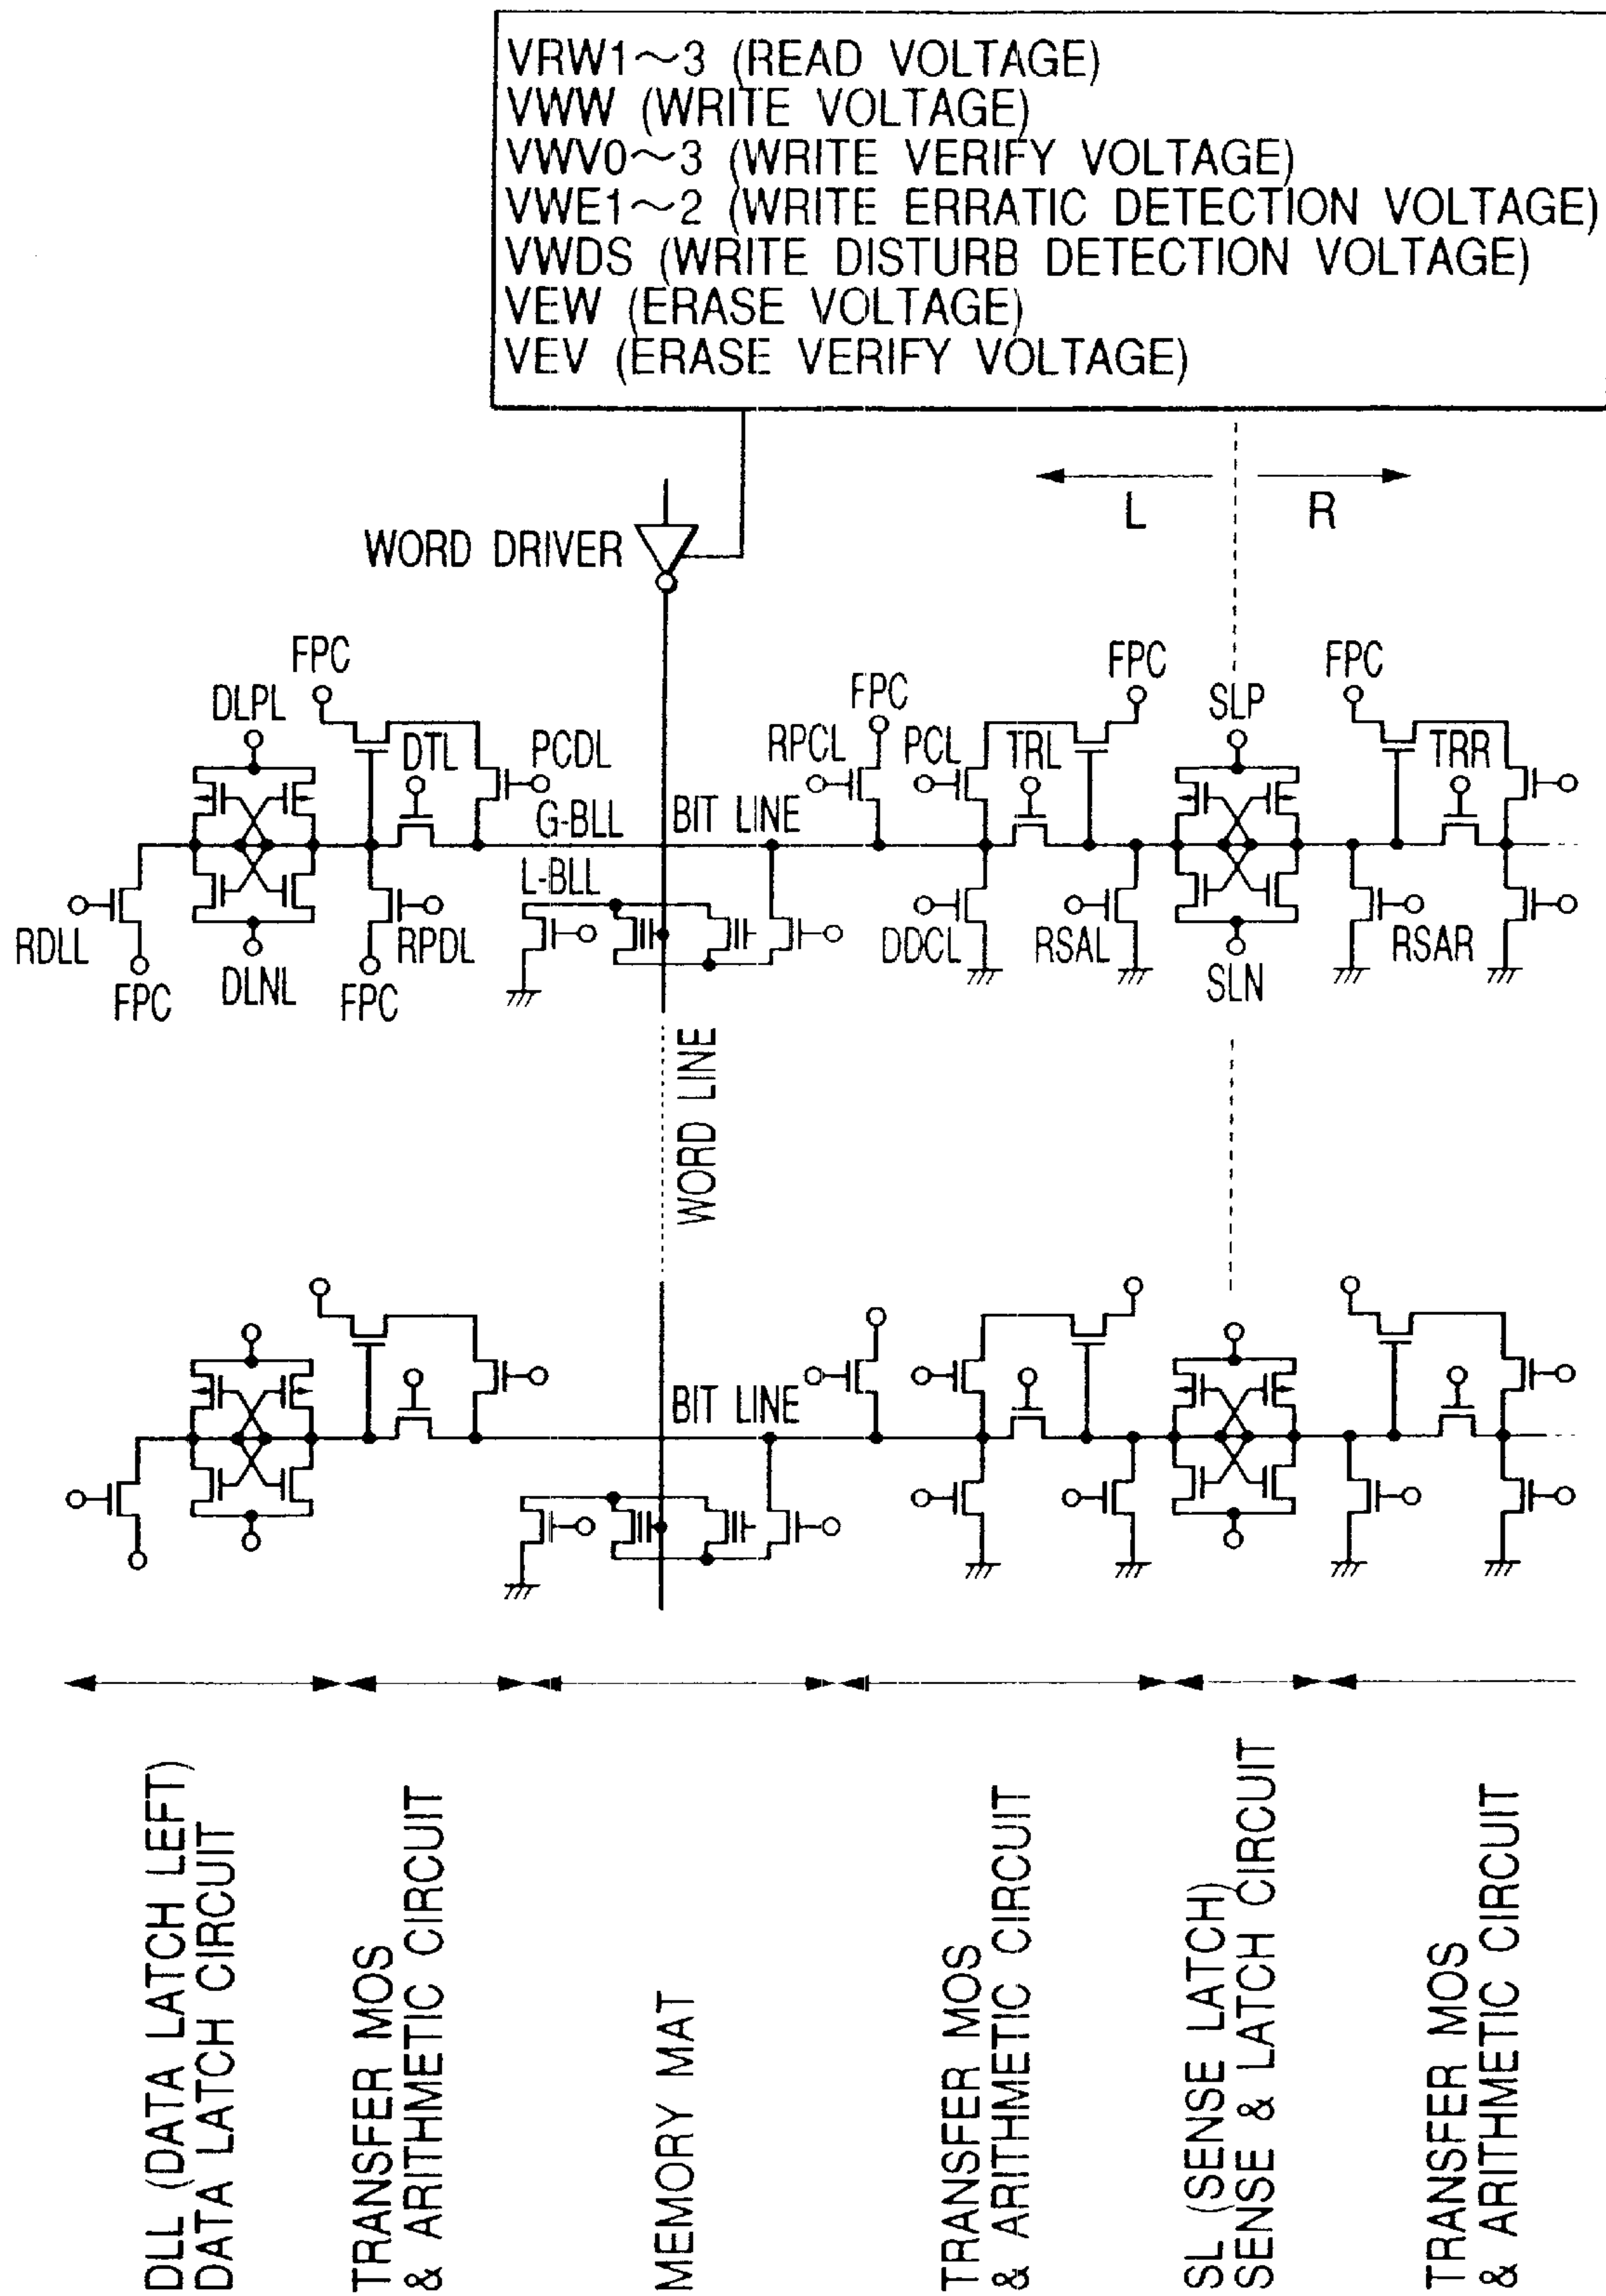 VRW1～3 (READ VOLTAGE)
VWW (WRITE VOLTAGE)
VWV0～3 (WRITE VERIFY VOLTAGE)
VWE1～2 (WRITE ERRATIC DETECTION VOLTAGE)
VWDS (WRITE DISTURB DETECTION VOLTAGE)
VEW (ERASE VOLTAGE)
VEV (ERASE VERIFY VOLTAGE)
L
R
WORD DRIVER
FPC
FPC
FPC
FPC
DLPL
SLP
DTL
PCDL
RPCL
PCL
TRL
TRR
G-BLL
BIT LINE
L-BLL
RDLL
RPDL
DDCL
RSAL
RSAR
FPC
DLNL
FPC
SLN
WORD LINE
BIT LINE
DLL (DATA LATCH LEFT)
DATA LATCH CIRCUIT
TRANSFER MOS
& ARITHMETIC CIRCUIT
MEMORY MAT
TRANSFER MOS
& ARITHMETIC CIRCUIT
SL (SENSE LATCH)
SENSE & LATCH CIRCUIT
TRANSFER MOS
& ARITHMETIC CIRCUIT